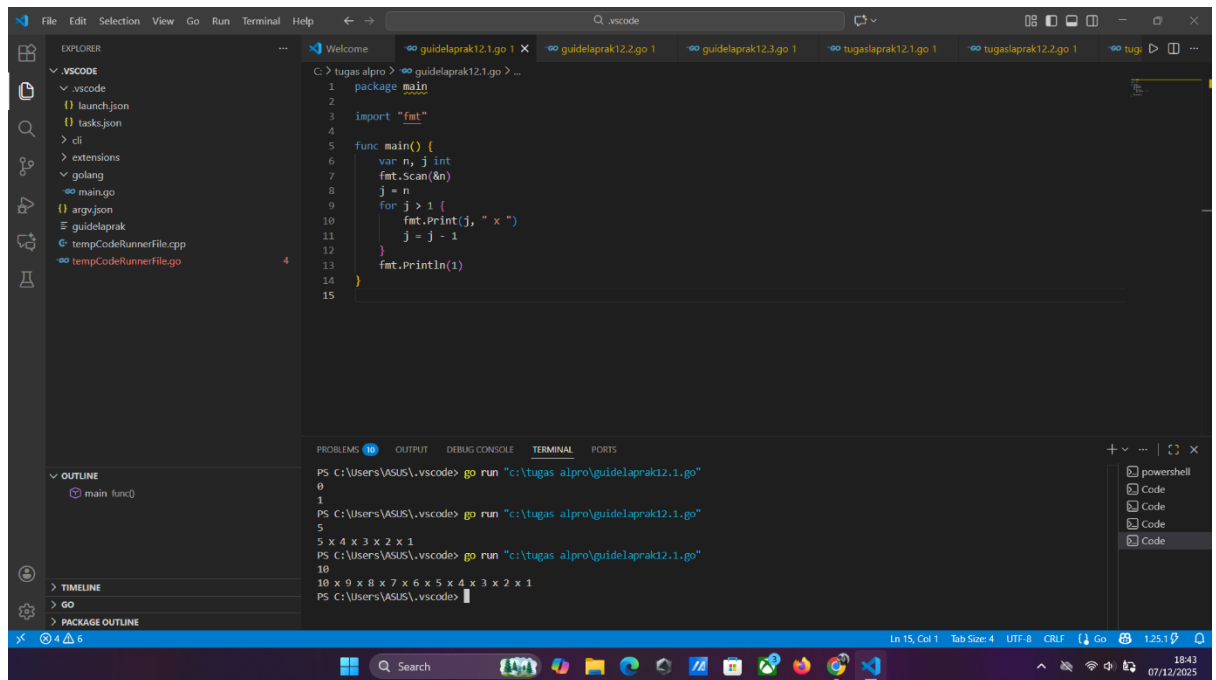 File Edit Selection View Go Run Terminal Help
.vscode
EXPLORER
.VSCODE
.vscode
launch.json
tasks.json
cli
extensions
golang
main.go
argv.json
guidelaprak
tempCodeRunnerFile.cpp
tempCodeRunnerFile.go 4
OUTLINE
main func()
TIMELINE
GO
PACKAGE OUTLINE
Welcome guidelaprak12.1.go 1 guidelaprak12.2.go 1 guidelaprak12.3.go 1 tugaslaprak12.1.go 1 tugaslaprak12.2.go 1 tug
C: > tugas alpro > guidelaprak12.1.go > ...
1 package main
2
3 import "fmt"
4
5 func main() {
6 var n, j int
7 fmt.Scan(&n)
8 j = n
9 for j > 1 {
10 fmt.Print(j, " x ")
11 j = j - 1
12 }
13 fmt.Println(1)
14 }
15
PROBLEMS 10 OUTPUT DEBUG CONSOLE TERMINAL PORTS
PS C:\Users\ASUS\.vscode> go run "c:\tugas alpro\guidelaprak12.1.go"
0
1
PS C:\Users\ASUS\.vscode> go run "c:\tugas alpro\guidelaprak12.1.go"
5
5 x 4 x 3 x 2 x 1
PS C:\Users\ASUS\.vscode> go run "c:\tugas alpro\guidelaprak12.1.go"
10
10 x 9 x 8 x 7 x 6 x 5 x 4 x 3 x 2 x 1
PS C:\Users\ASUS\.vscode>
powershell
Code
Code
Code
Code
4 6 Ln 15, Col 1 Tab Size: 4 UTF-8 CRLF Go 1.25.1
Search
18:43
07/12/2025